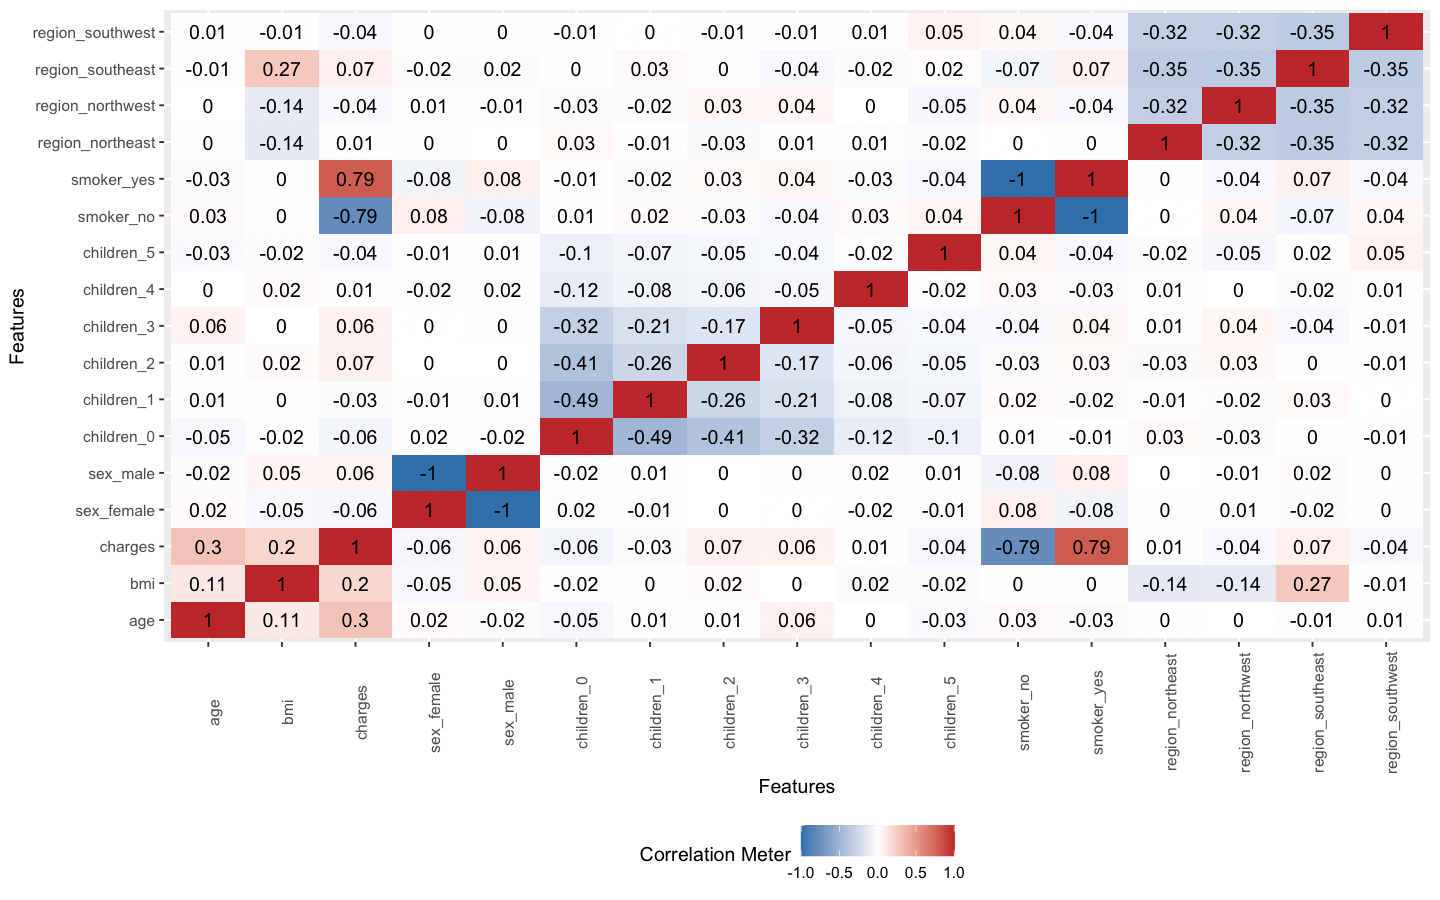 region_southwest 0.01 -0.01 -0.04 0 0 -0.01 0 -0.01 -0.01 0.01 0.05 0.04 -0.04 -0.32 -0.32 -0.35 1
region_southeast -0.01 0.27 0.07 -0.02 0.02 0 0.03 0 -0.04 -0.02 0.02 -0.07 0.07 -0.35 -0.35 1 -0.35
region_northwest 0 -0.14 -0.04 0.01 -0.01 -0.03 -0.02 0.03 0.04 0 -0.05 0.04 -0.04 -0.32 1 -0.35 -0.32
region_northeast 0 -0.14 0.01 0 0 0.03 -0.01 -0.03 0.01 0.01 -0.02 0 0 1 -0.32 -0.35 -0.32
smoker_yes -0.03 0 0.79 -0.08 0.08 -0.01 -0.02 0.03 0.04 -0.03 -0.04 -1 1 0 -0.04 0.07 -0.04
smoker_no 0.03 0 -0.79 0.08 -0.08 0.01 0.02 -0.03 -0.04 0.03 0.04 1 -1 0 0.04 -0.07 0.04
children_5 -0.03 -0.02 -0.04 -0.01 0.01 -0.1 -0.07 -0.05 -0.04 -0.02 1 0.04 -0.04 -0.02 -0.05 0.02 0.05
children_4 0 0.02 0.01 -0.02 0.02 -0.12 -0.08 -0.06 -0.05 1 -0.02 0.03 -0.03 0.01 0 -0.02 0.01
children_3 0.06 0 0.06 0 0 -0.32 -0.21 -0.17 1 -0.05 -0.04 -0.04 0.04 0.01 0.04 -0.04 -0.01
children_2 0.01 0.02 0.07 0 0 -0.41 -0.26 1 -0.17 -0.06 -0.05 -0.03 0.03 -0.03 0.03 0 -0.01
children_1 0.01 0 -0.03 -0.01 0.01 -0.49 1 -0.26 -0.21 -0.08 -0.07 0.02 -0.02 -0.01 -0.02 0.03 0
children_0 -0.05 -0.02 -0.06 0.02 -0.02 1 -0.49 -0.41 -0.32 -0.12 -0.1 0.01 -0.01 0.03 -0.03 0 -0.01
sex_male -0.02 0.05 0.06 -1 1 -0.02 0.01 0 0 0.02 0.01 -0.08 0.08 0 -0.01 0.02 0
sex_female 0.02 -0.05 -0.06 1 -1 0.02 -0.01 0 0 -0.02 -0.01 0.08 -0.08 0 0.01 -0.02 0
charges 0.3 0.2 1 -0.06 0.06 -0.06 -0.03 0.07 0.06 0.01 -0.04 -0.79 0.79 0.01 -0.04 0.07 -0.04
bmi 0.11 1 0.2 -0.05 0.05 -0.02 0 0.02 0 0.02 -0.02 0 0 -0.14 -0.14 0.27 -0.01
age 1 0.11 0.3 0.02 -0.02 -0.05 0.01 0.01 0.06 0 -0.03 0.03 -0.03 0 0 -0.01 0.01
Features
age bmi charges sex_female sex_male children_0 children_1 children_2 children_3 children_4 children_5 smoker_no smoker_yes region_northeast region_northwest region_southeast region_southwest
Features
Correlation Meter
-1.0 -0.5 0.0 0.5 1.0